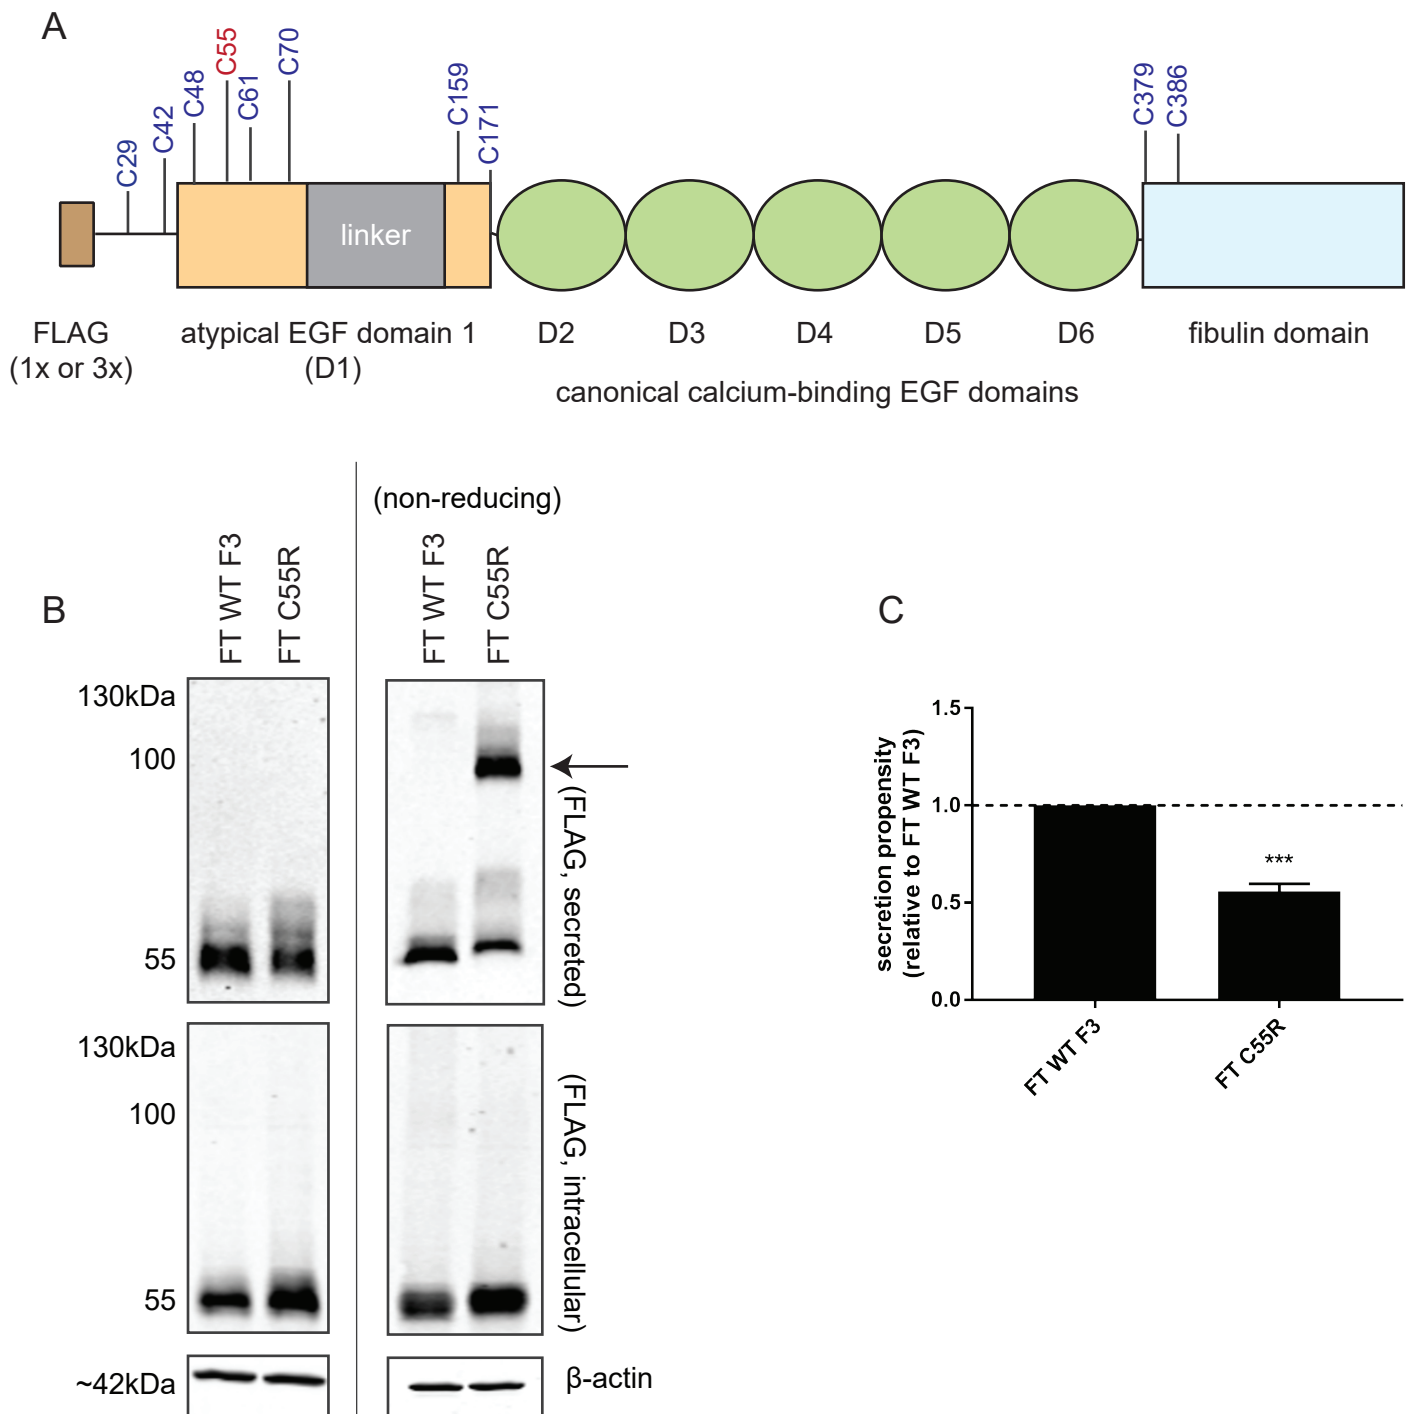 A
C29
C42
C48
C55
C61
C70
C159
C171
C379
C386
linker
FLAG
(1x or 3x)
atypical EGF domain 1
(D1)
D2
D3
D4
D5
D6
fibulin domain
canonical calcium-binding EGF domains
B
(non-reducing)
FT WT F3
FT C55R
FT WT F3
FT C55R
130kDa
100
55
(FLAG, secreted)
130kDa
100
55
(FLAG, intracellular)
~42kDa
β-actin
C
secretion propensity
(relative to FT WT F3)
1.5
1.0
0.5
0.0
***
FT WT F3
FT C55R